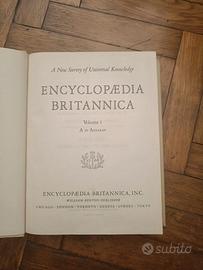 A New Survey of Universal Knowledge
ENCYCLOPÆDIA
BRITANNICA
Volume 1
A to
ENCYCLOPÆDIA BRITANNICA, INC.
WILLIAM BENTON, PUBLISHER
CHICAGO · LONDON · TORONTO · GENEVA · SYDNEY · TOKYO
subito